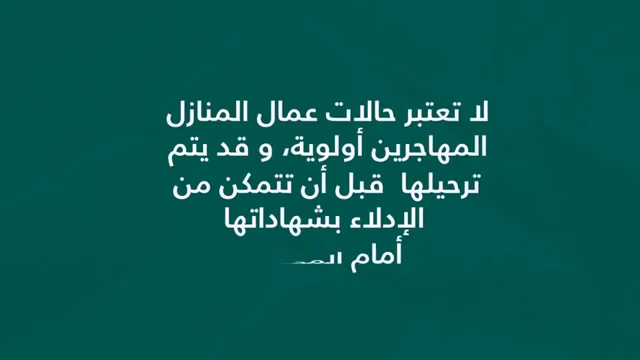 لا تعتبر حالات عمال المنازل
المهاجرين أولوية، و قد يتم
ترحيلها قبل أن تتمكن من
الإدلاء بشهاداتها
أمام